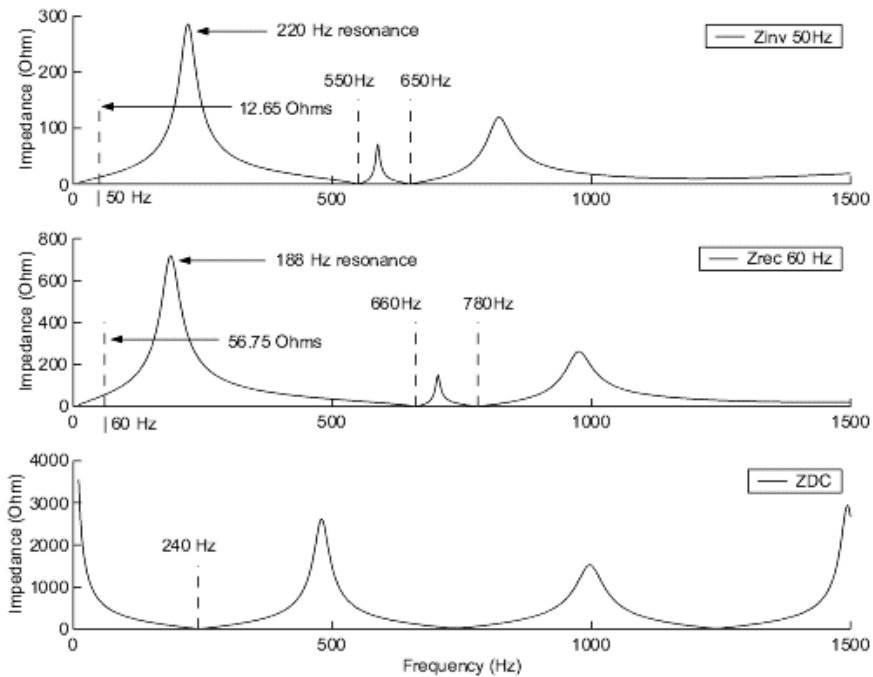 300
220 Hz resonance
Zinv 50Hz
200
550Hz 650Hz
12.65 Ohms
100
0
Impedance (Ohm)
0 500 1000 1500
50 Hz
800
Zrec 60 Hz
188 Hz resonance
600
660Hz 780Hz
400
56.75 Ohms
200
0
Impedance (Ohm)
0 500 1000 1500
60 Hz
4000
ZDC
3000
240 Hz
2000
1000
0
Impedance (Ohm)
0 500 1000 1500
Frequency (Hz)